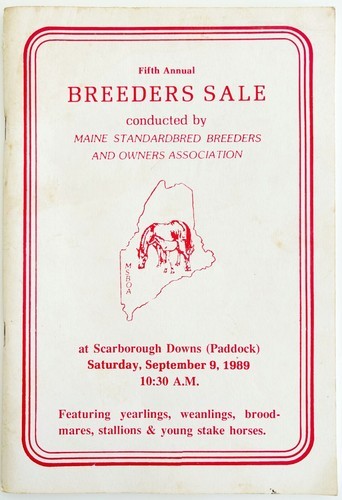 Fifth Annual
BREEDERS SALE
conducted by
MAINE STANDARDBRED BREEDERS
AND OWNERS ASSOCIATION
MSBOA
at Scarborough Downs (Paddock)
Saturday, September 9, 1989
10:30 A.M.
Featuring yearlings, weanlings, brood-
mares, stallions & young stake horses.